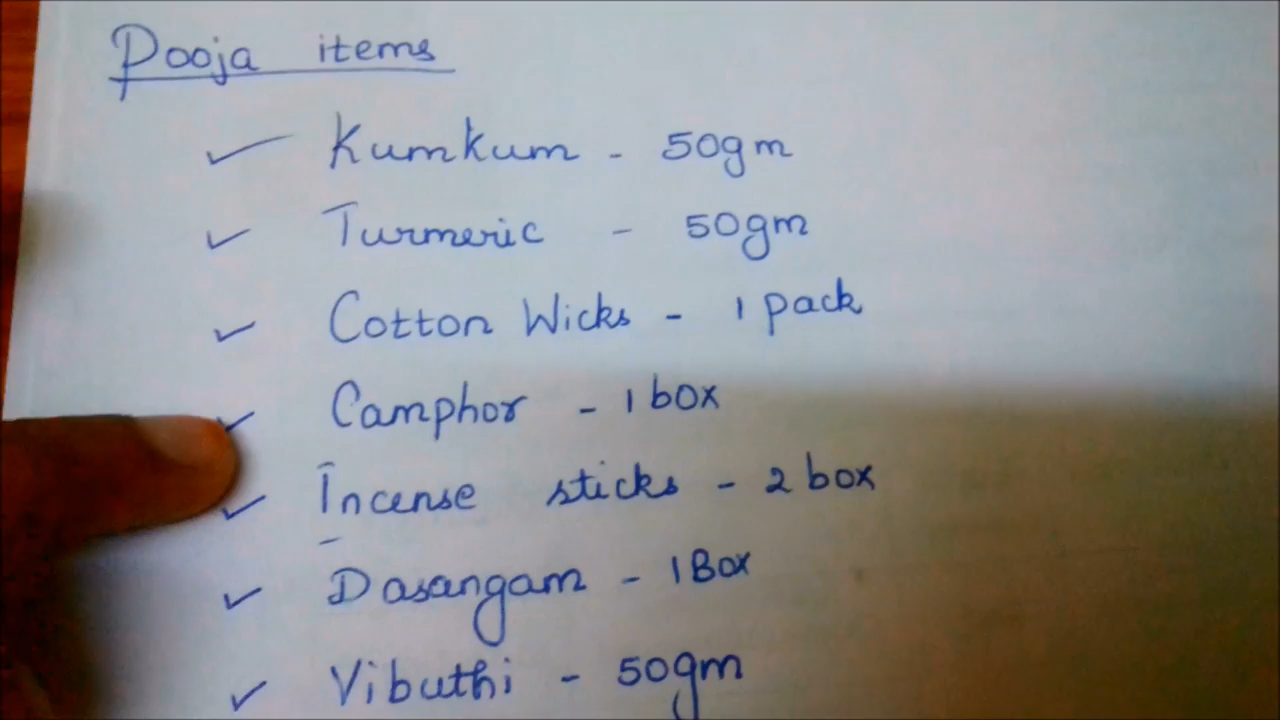 Pooja items
✓ Kumkum - 50gm
✓ Turmeric - 50gm
✓ Cotton Wicks - 1 pack
✓ Camphor - 1 box
✓ Incense sticks - 2 box
✓ Dasangam - 1 Box
✓ Vibuthi - 50gm